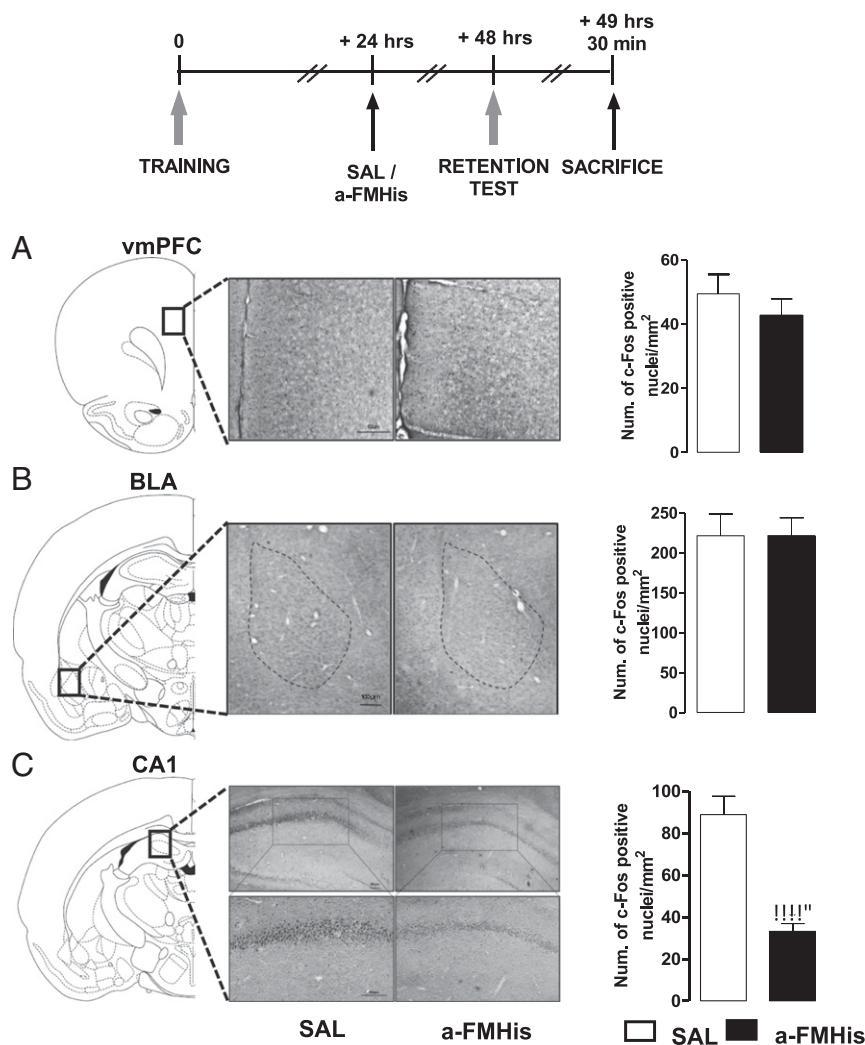 0
+ 24 hrs
+ 48 hrs
+ 49 hrs
30 min
TRAINING
SAL /
a-FMHis
RETENTION
TEST
SACRIFICE
A
vmPFC
Num. of c-Fos positive
nuclei/mm²
60
40
20
0
B
BLA
100µm
Num. of c-Fos positive
nuclei/mm²
250
200
150
100
50
0
C
CA1
Num. of c-Fos positive
nuclei/mm²
100
80
60
40
20
0
!!!!"
SAL
a-FMHis
SAL
a-FMHis